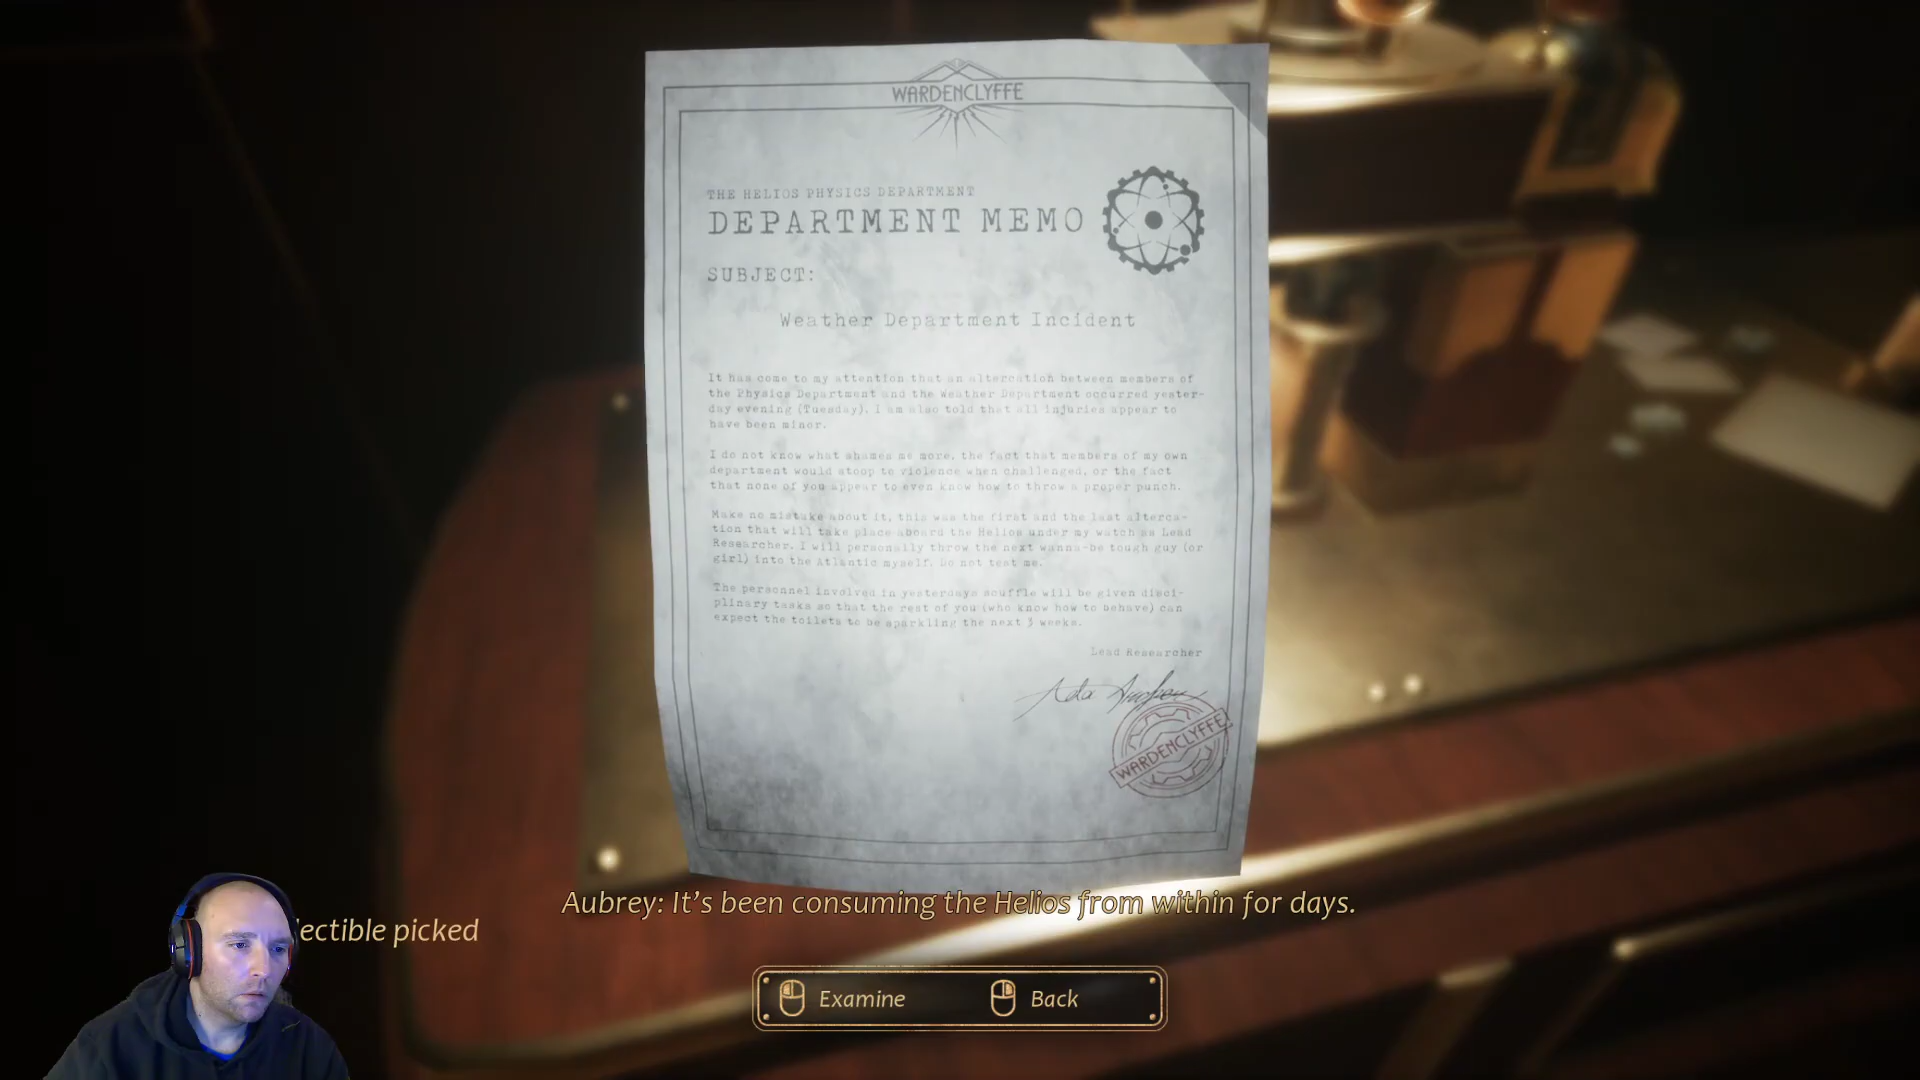 WARDENCLYFFE
THE HELIOS PHYSICS DEPARTMENT
DEPARTMENT MEMO
SUBJECT:
Weather Department Incident
It has come to my attention that an altercation between members of
the Physics Department and the Weather Department occurred yester-
day evening (Tuesday). I am also told that all injuries appear to
have been minor.
I do not know what shames me more, the fact that members of my own
department would stoop to violence when challenged, or the fact
that none of you appear to even know how to throw a proper punch.
Make no mistake about it, this was the first and the last alterca-
tion that will take place aboard the Helios under my watch as Lead
Researcher. I will personally throw the next wanna-be tough guy (or
girl) into the Atlantic myself. Do not test me.
The personnel involved in yesterdays souffle will be given disci-
plinary tasks so that the rest of you (who know how to behave) can
expect the toilets to be sparkling the next 3 weeks.
Lead Researcher
Ada
WARDENCLYFFE
Aubrey: It's been consuming the Helios from within for days.
lectible picked
Examine
Back